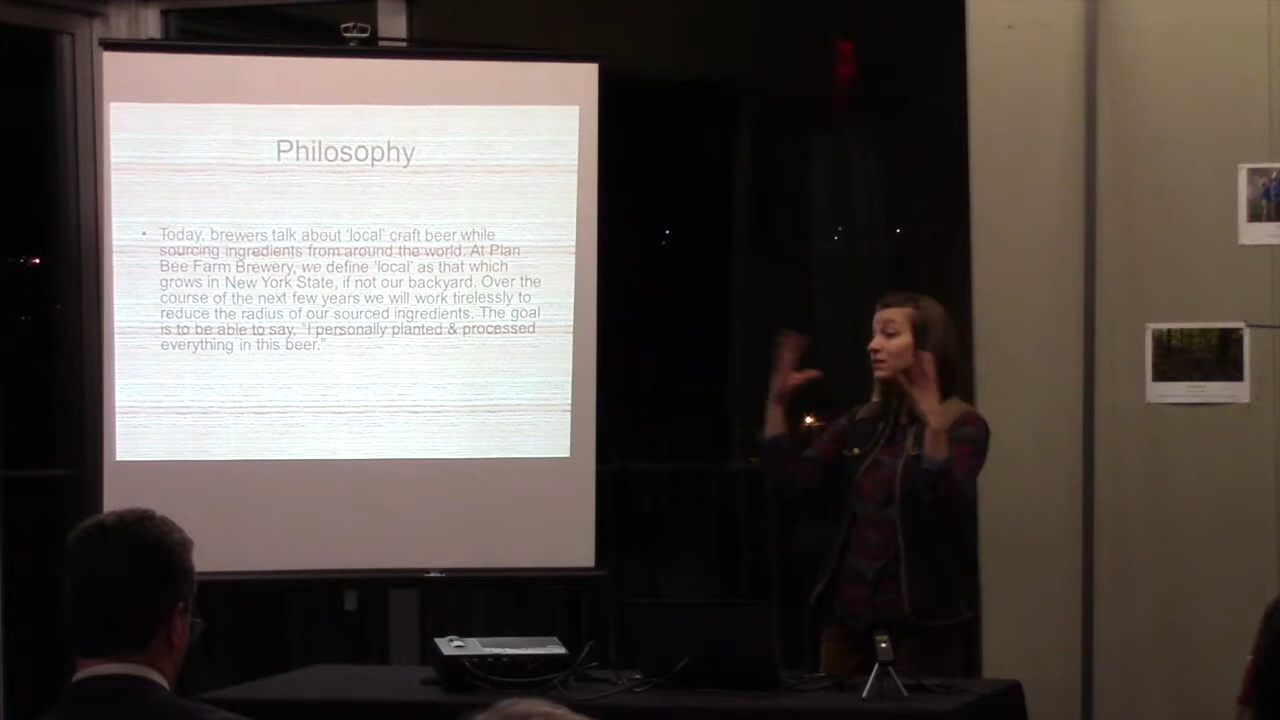 Philosophy
• Today, brewers talk about 'local' craft beer while
sourcing ingredients from around the world. At Plan
Bee Farm Brewery, we define 'local' as that which
grows in New York State, if not our backyard. Over the
course of the next few years we will work tirelessly to
reduce the radius of our sourced ingredients. The goal
is to be able to say, "I personally planted & processed
everything in this beer."